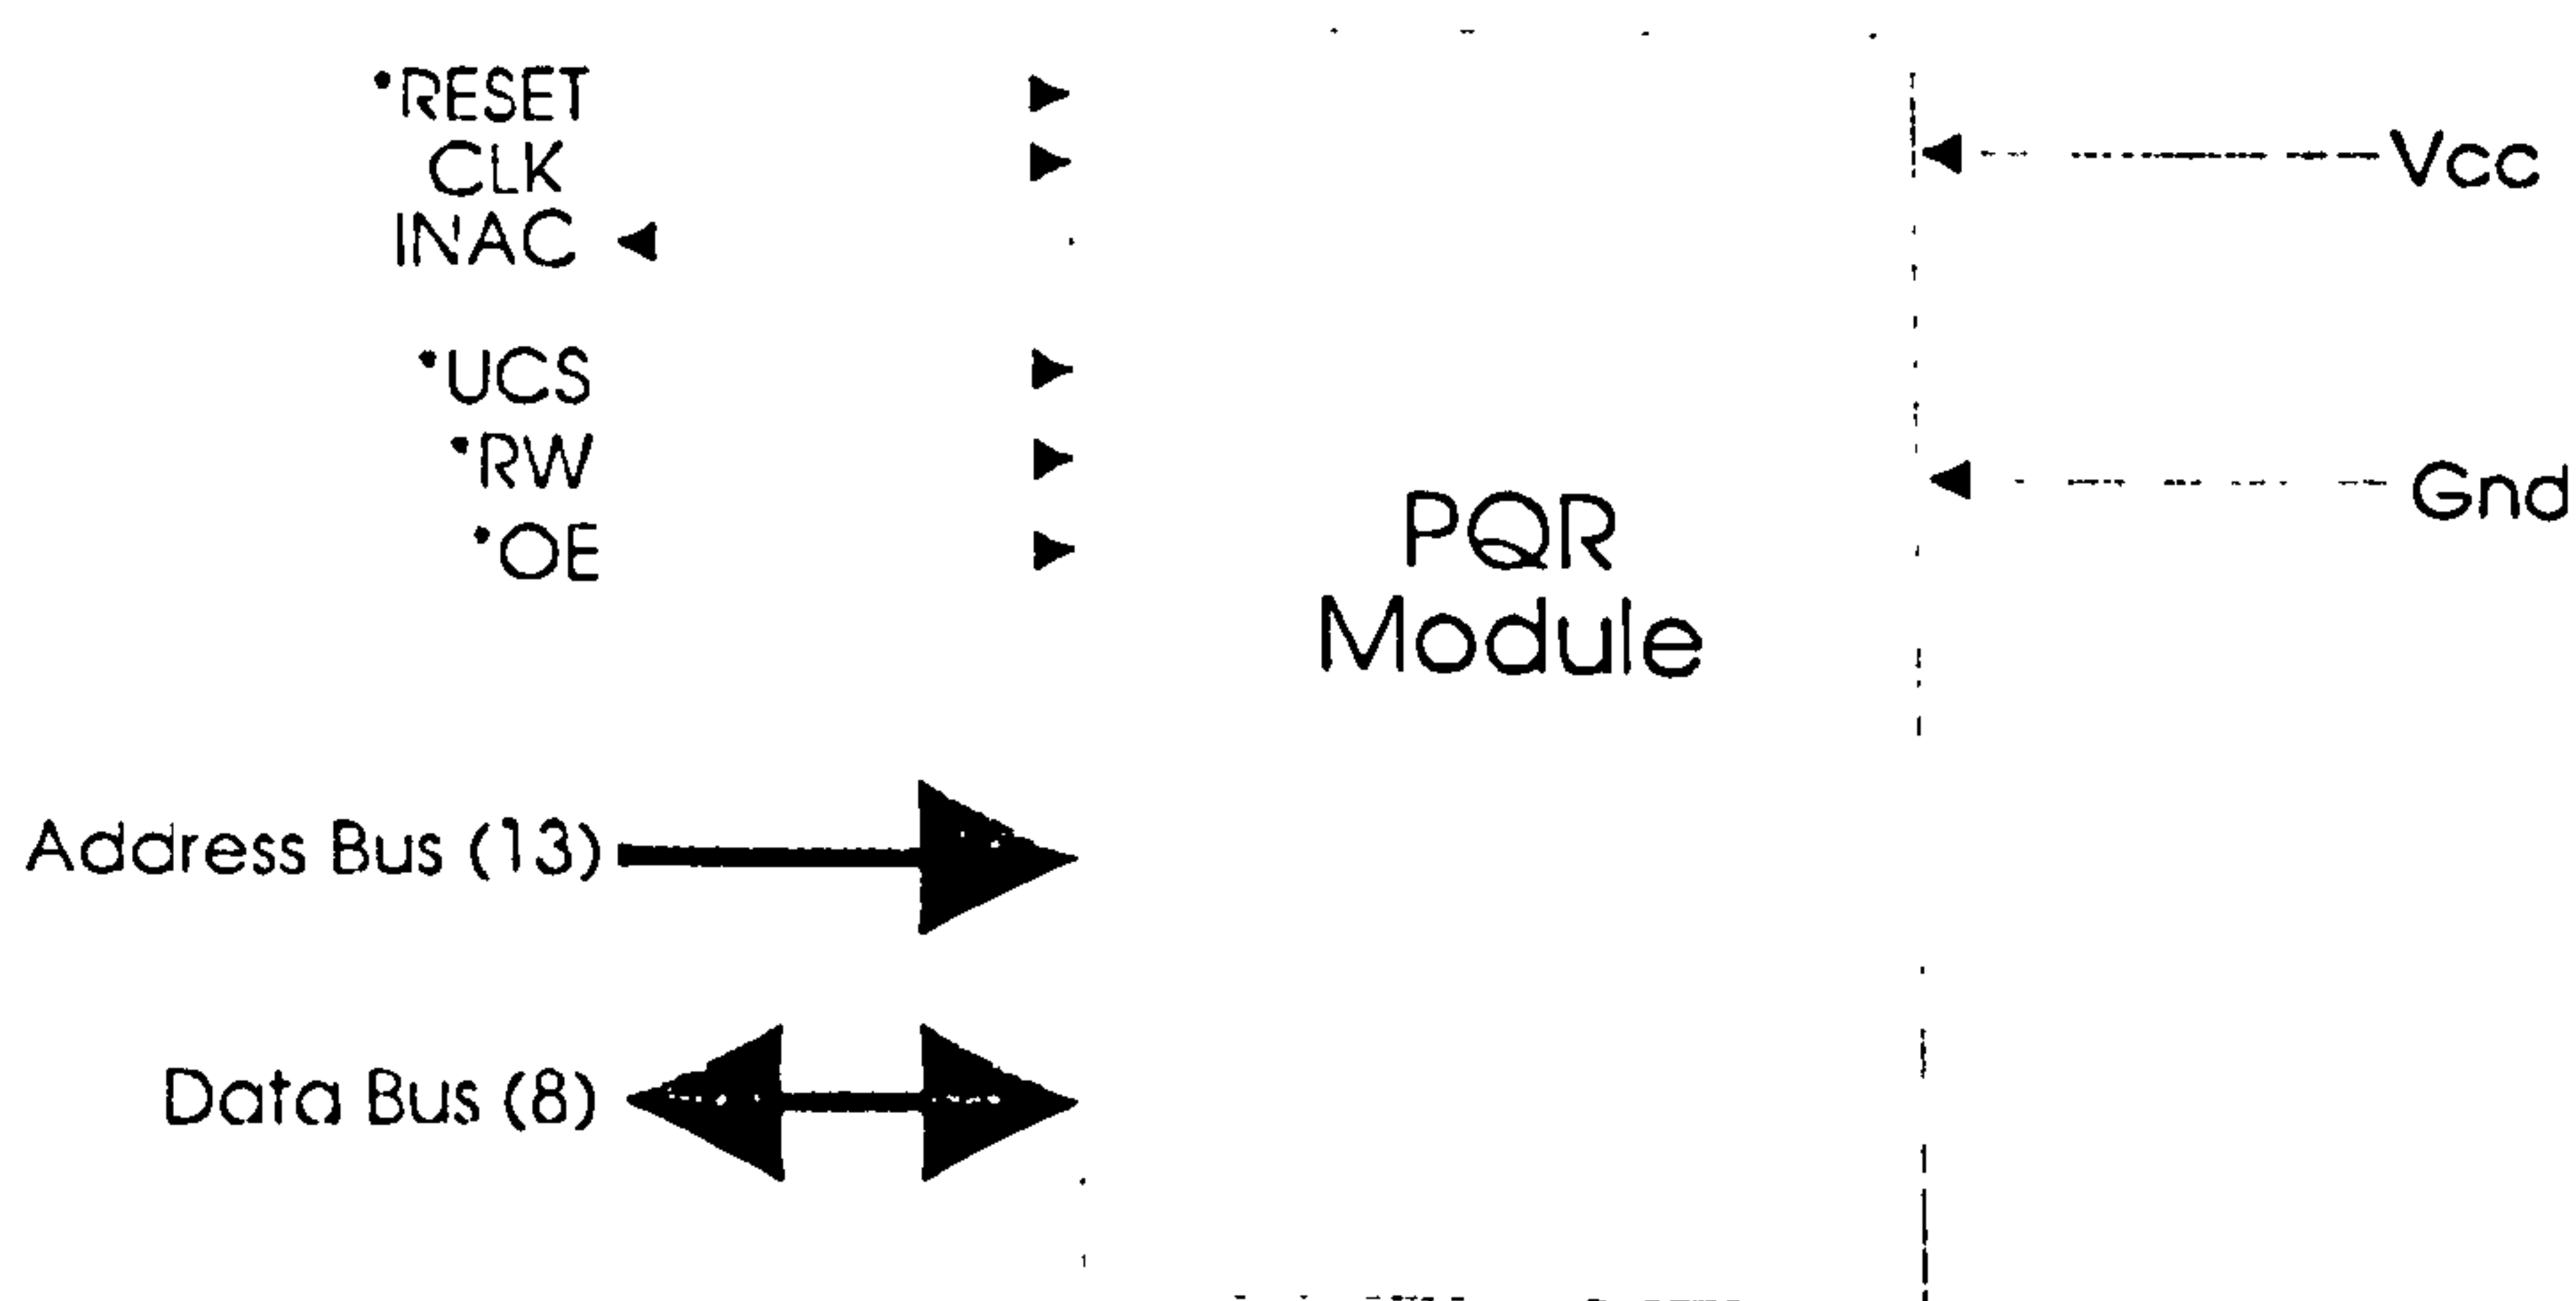 *RESET
CLK
INAC
*UCS
*RW
*OE
Address Bus (13)
Data Bus (8)
PQR
Module
Vcc
Gnd